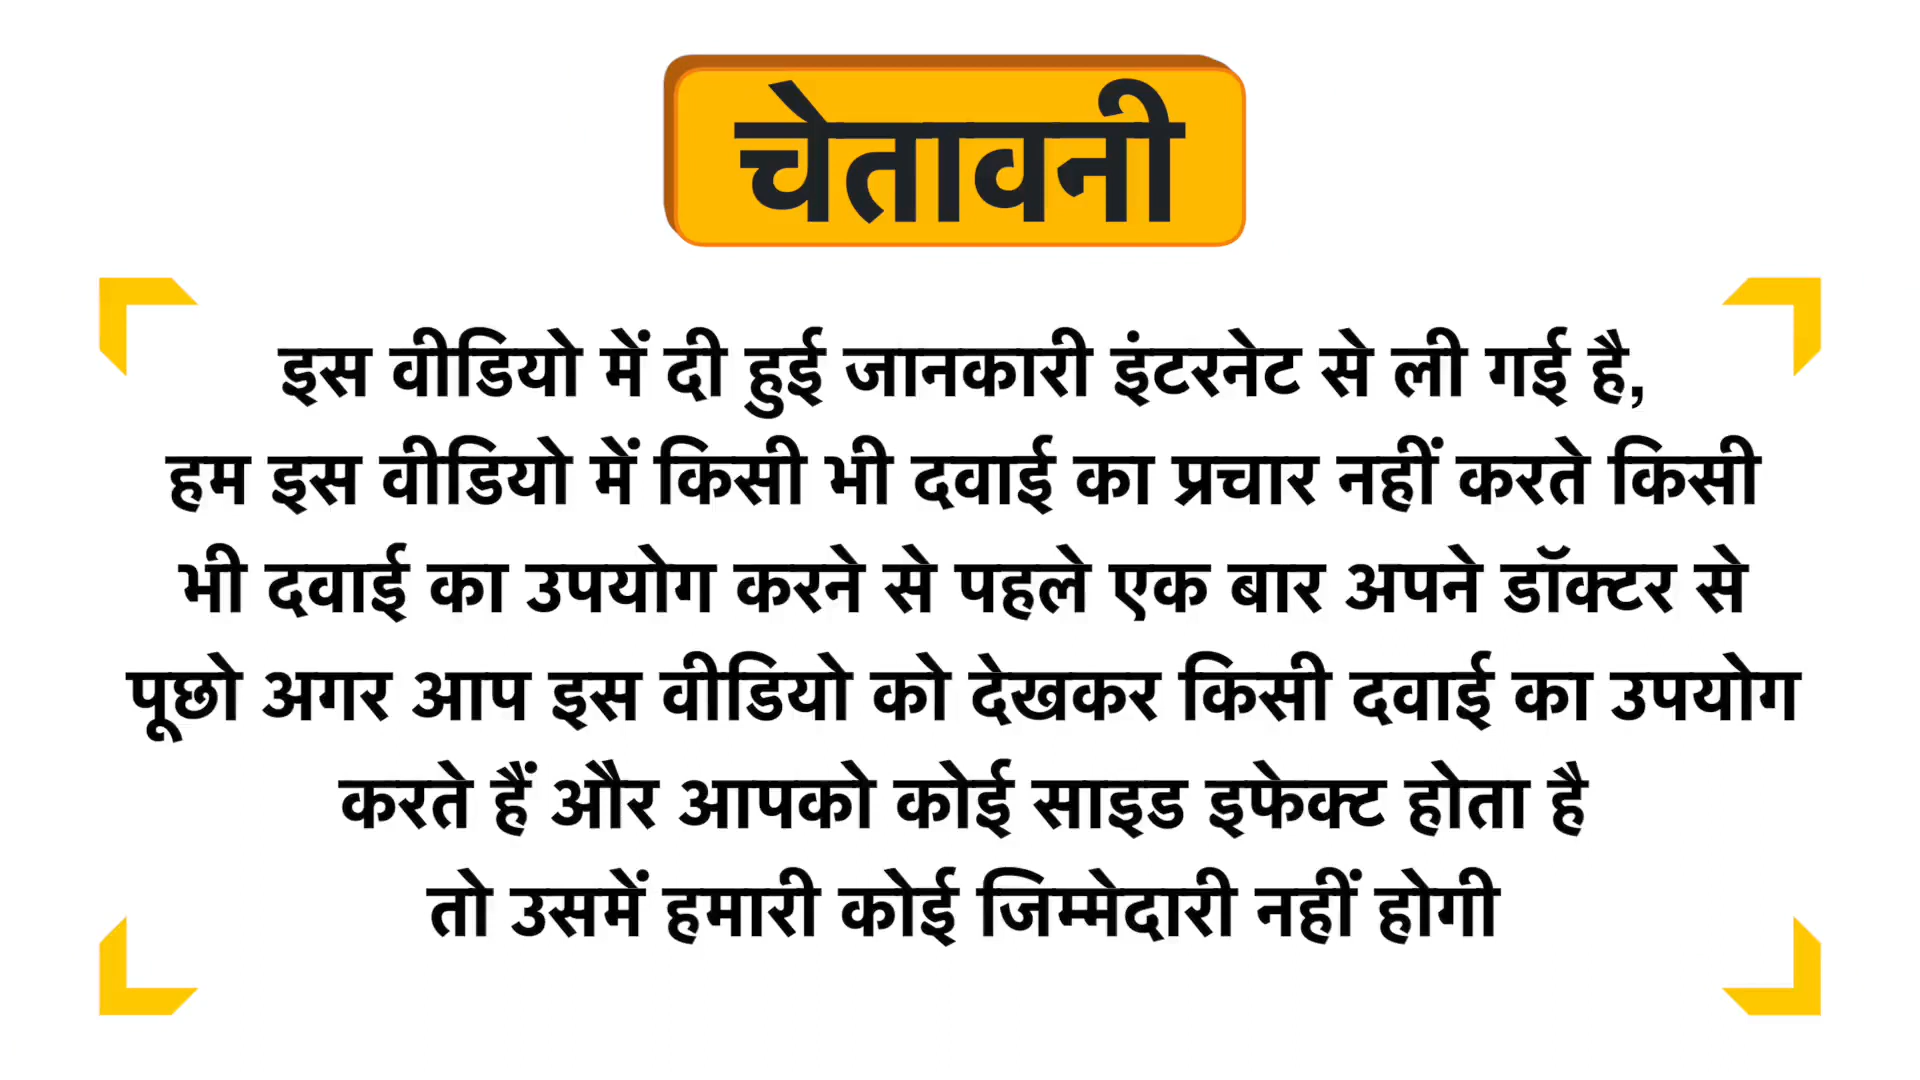 चेतावनी
इस वीडियो में दी हुई जानकारी इंटरनेट से ली गई है,
हम इस वीडियो में किसी भी दवाई का प्रचार नहीं करते किसी
भी दवाई का उपयोग करने से पहले एक बार अपने डॉक्टर से
पूछो अगर आप इस वीडियो को देखकर किसी दवाई का उपयोग
करते हैं और आपको कोई साइड इफेक्ट होता है
तो उसमें हमारी कोई जिम्मेदारी नहीं होगी